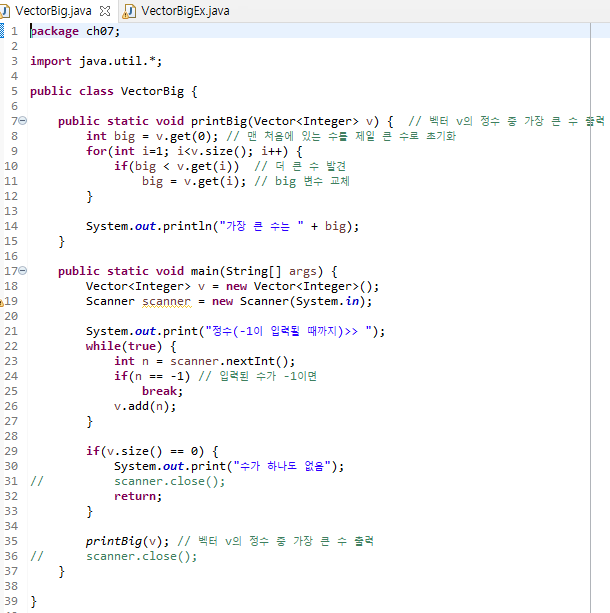 VectorBig.java VectorBigEx.java
1 package ch07;
2
3 import java.util.*;
4
5 public class VectorBig {
6
7 public static void printBig(Vector<Integer> v) { // 벡터 v의 정수 중 가장 큰 수 출력
8 int big = v.get(0); // 맨 처음에 있는 수를 제일 큰 수로 초기화
9 for(int i=1; i<v.size(); i++) {
10 if(big < v.get(i)) // 더 큰 수 발견
11 big = v.get(i); // big 변수 교체
12 }
13
14 System.out.println("가장 큰 수는 " + big);
15 }
16
17 public static void main(String[] args) {
18 Vector<Integer> v = new Vector<Integer>();
19 Scanner scanner = new Scanner(System.in);
20
21 System.out.print("정수(-1이 입력될 때까지)>> ");
22 while(true) {
23 int n = scanner.nextInt();
24 if(n == -1) // 입력된 수가 -1이면
25 break;
26 v.add(n);
27 }
28
29 if(v.size() == 0) {
30 System.out.print("수가 하나도 없음");
31 // scanner.close();
32 return;
33 }
34
35 printBig(v); // 벡터 v의 정수 중 가장 큰 수 출력
36 // scanner.close();
37 }
38
39 }